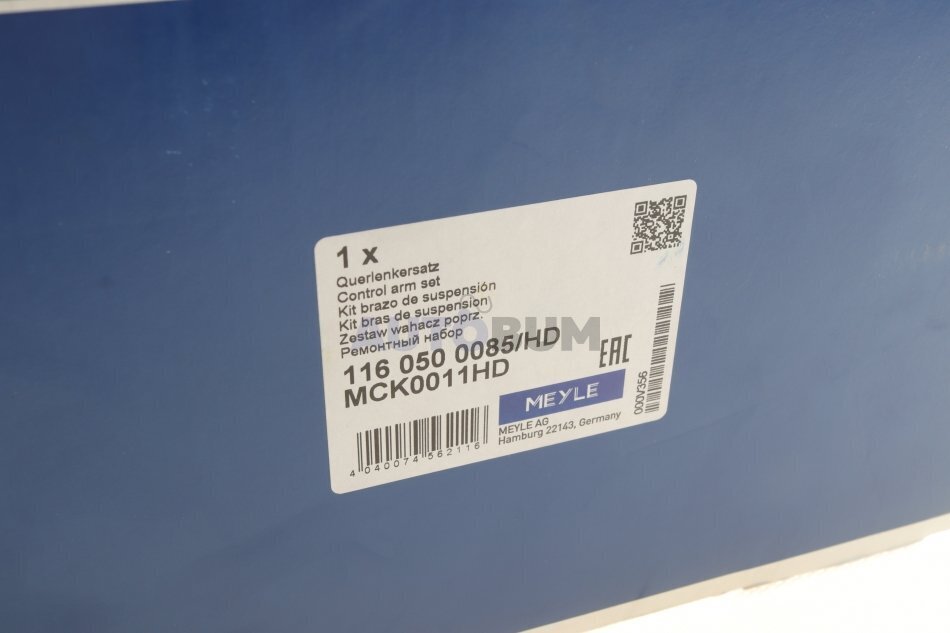 1 x
Querlenkersatz
Control arm set
Kit brazo de suspensión
Kit bras de suspension
Zestaw wahacz poprz.
Ремонтный набор
AUTORUM
116 050 0085/HD
MCK0011HD
EAC
MEYLE
MEYLE AG
Hamburg 22143, Germany
4 040074 562116
000V356